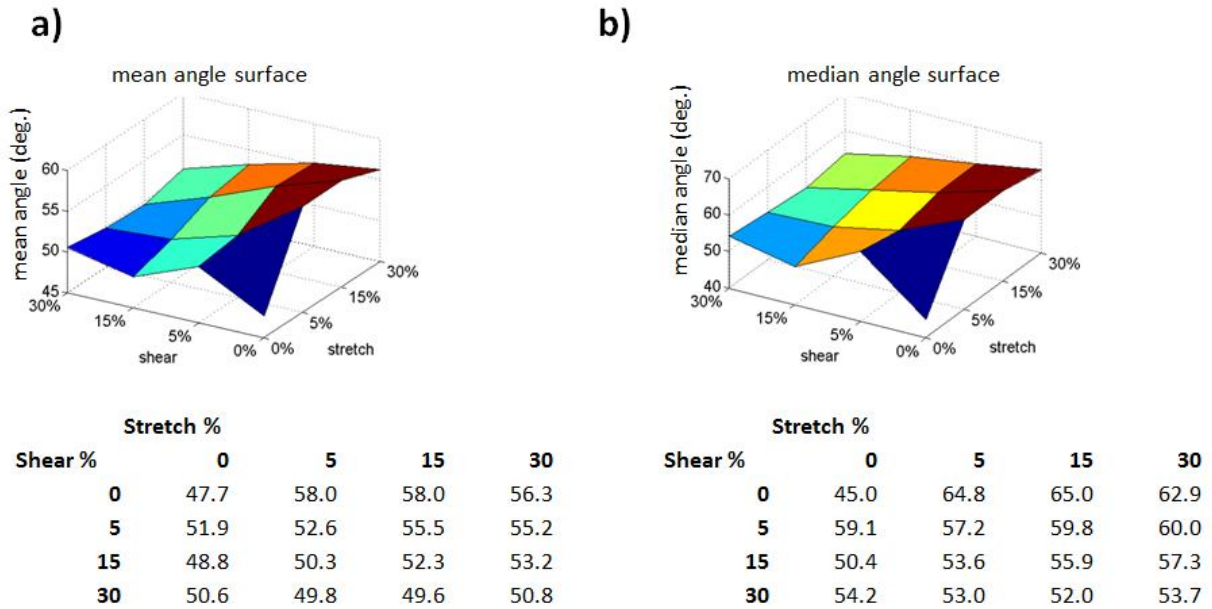 a)
mean angle surface
mean angle (deg.)
60
55
50
45
30%
15%
5%
0%
shear
0%
5%
15%
30%
stretch
Stretch %
Shear % 0 5 15 30
0 47.7 58.0 58.0 56.3
5 51.9 52.6 55.5 55.2
15 48.8 50.3 52.3 53.2
30 50.6 49.8 49.6 50.8
b)
median angle surface
median angle (deg.)
70
60
50
40
30%
15%
5%
0%
shear
0%
5%
15%
30%
stretch
Stretch %
Shear % 0 5 15 30
0 45.0 64.8 65.0 62.9
5 59.1 57.2 59.8 60.0
15 50.4 53.6 55.9 57.3
30 54.2 53.0 52.0 53.7